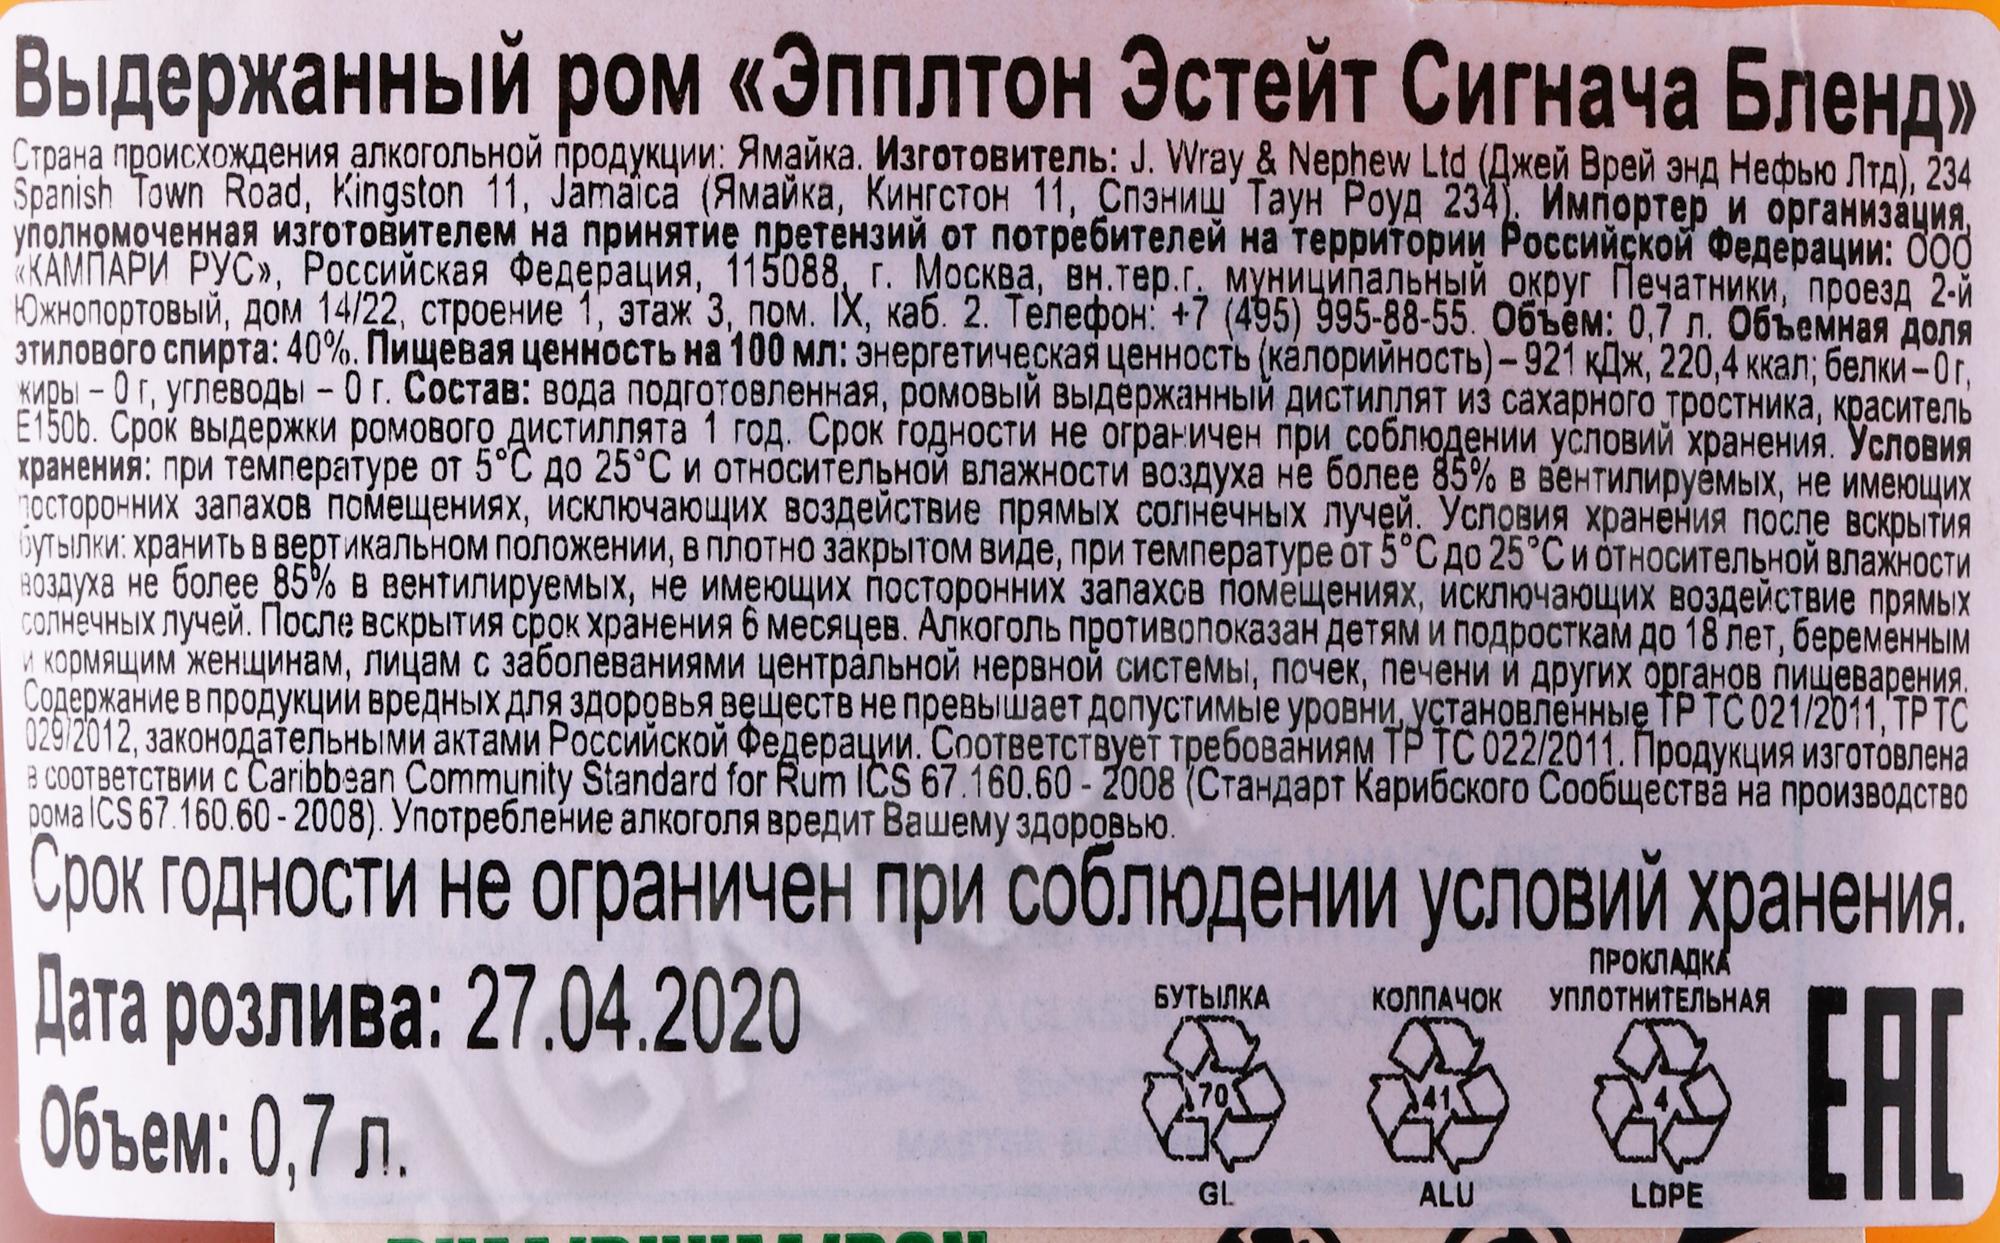 Выдержанный ром «Эпплтон Эстейт Сигнача Бленд»
Страна происхождения алкогольной продукции: Ямайка. Изготовитель: J. Wray & Nephew Ltd (Джей Врей энд Нефью Лтд), 234
Spanish Town Road, Kingston 11, Jamaica (Ямайка, Кингстон 11, Спэниш Таун Роуд 234). Импортер и организация,
уполномоченная изготовителем на принятие претензий от потребителей на территории Российской Федерации: ООО
«КАМПАРИ РУС», Российская Федерация, 115088, г. Москва, вн.тер.г. муниципальный округ Печатники, проезд 2-й
Южнопортовый, дом 14/22, строение 1, этаж 3, пом. IX, каб. 2. Телефон: +7 (495) 995-88-55. Объем: 0,7 л. Объемная доля
этилового спирта: 40%. Пищевая ценность на 100 мл: энергетическая ценность (калорийность) – 921 кДж, 220,4 ккал; белки – 0 г,
жиры – 0 г, углеводы – 0 г. Состав: вода подготовленная, ромовый выдержанный дистиллят из сахарного тростника, краситель
E150b. Срок выдержки ромового дистиллята 1 год. Срок годности не ограничен при соблюдении условий хранения. Условия
хранения: при температуре от 5°C до 25°C и относительной влажности воздуха не более 85% в вентилируемых, не имеющих
посторонних запахов помещениях, исключающих воздействие прямых солнечных лучей. Условия хранения после вскрытия
бутылки: хранить в вертикальном положении, в плотно закрытом виде, при температуре от 5°C до 25°C и относительной влажности
воздуха не более 85% в вентилируемых, не имеющих посторонних запахов помещениях, исключающих воздействие прямых
солнечных лучей. После вскрытия срок хранения 6 месяцев. Алкоголь противопоказан детям и подросткам до 18 лет, беременным
и кормящим женщинам, лицам с заболеваниями центральной нервной системы, почек, печени и других органов пищеварения.
Содержание в продукции вредных для здоровья веществ не превышает допустимые уровни, установленные ТР ТС 021/2011, ТР ТС
029/2012, законодательными актами Российской Федерации. Соответствует требованиям ТР ТС 022/2011. Продукция изготовлена
в соответствии с Caribbean Community Standard for Rum ICS 67.160.60 - 2008 (Стандарт Карибского Сообщества на производство
рома ICS 67.160.60 - 2008). Употребление алкоголя вредит Вашему здоровью.
Срок годности не ограничен при соблюдении условий хранения.
Дата розлива: 27.04.2020
Объем: 0,7 л.
БУТЫЛКА
70
GL
КОЛПАЧОК
41
ALU
ПРОКЛАДКА
УПЛОТНИТЕЛЬНАЯ
4
LDPE
EAC